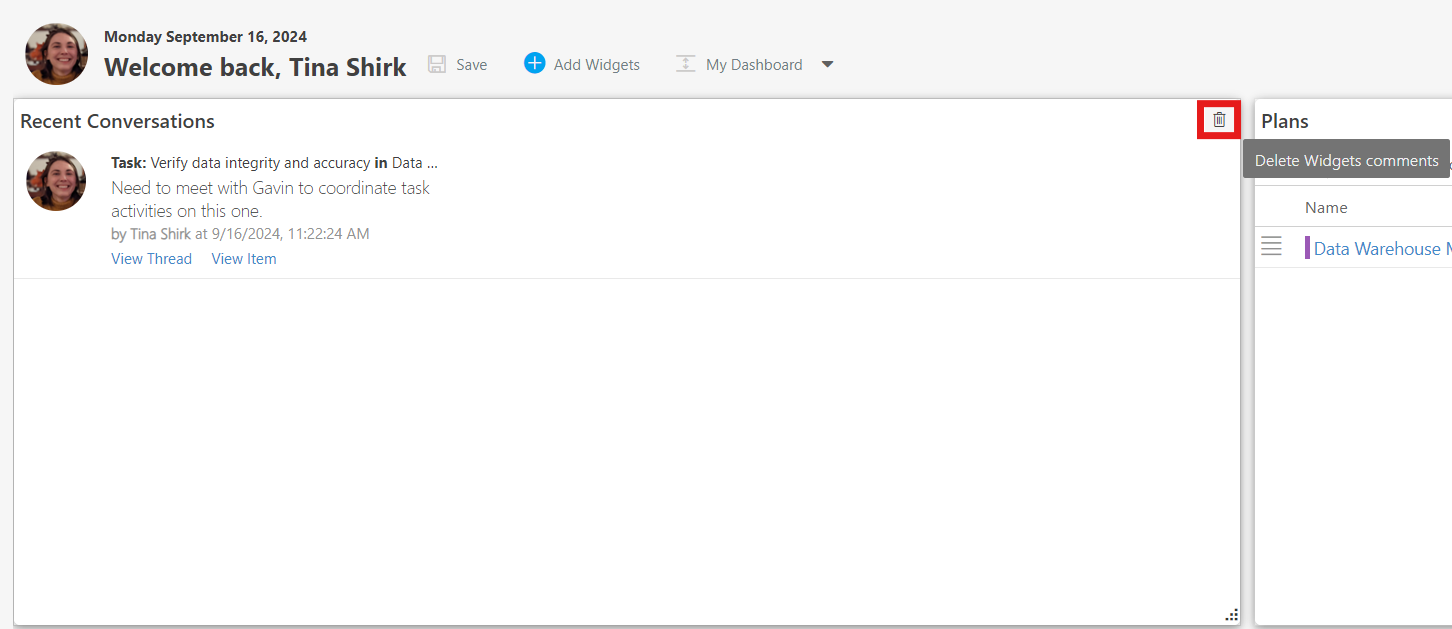 Monday September 16, 2024
Welcome back, Tina Shirk
Save
Add Widgets
My Dashboard
Recent Conversations
Task: Verify data integrity and accuracy in Data ...
Need to meet with Gavin to coordinate task
activities on this one.
by Tina Shirk at 9/16/2024, 11:22:24 AM
View Thread View Item
Plans
Delete Widgets comments
Name
Data Warehouse